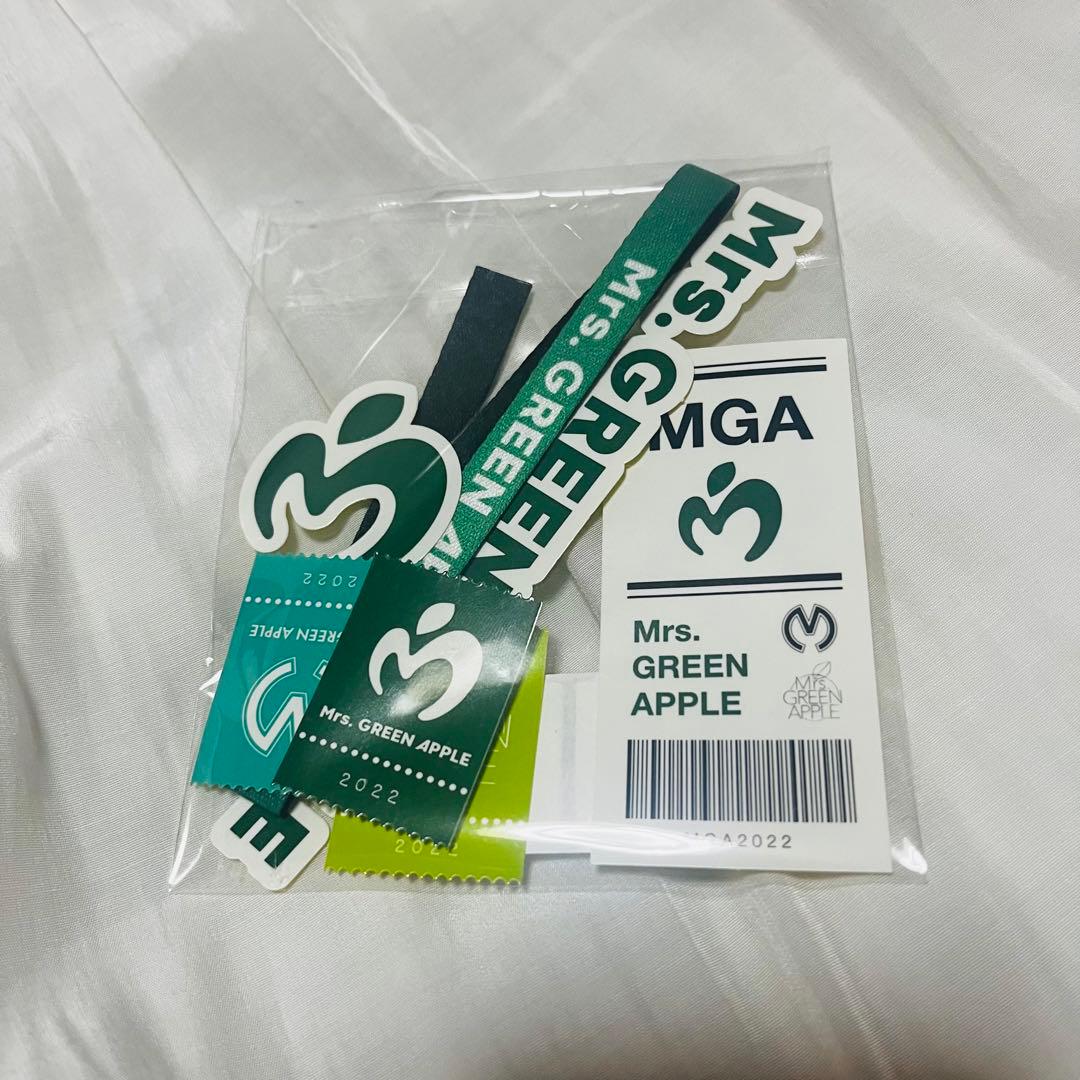 Mrs. GREEN
Mrs. GREEN
MGA
Mrs.
GREEN
APPLE
Mrs
GREEN
APPLE
2022
GREEN APPLE
Mrs. GREEN APPLE
2022
2022
E